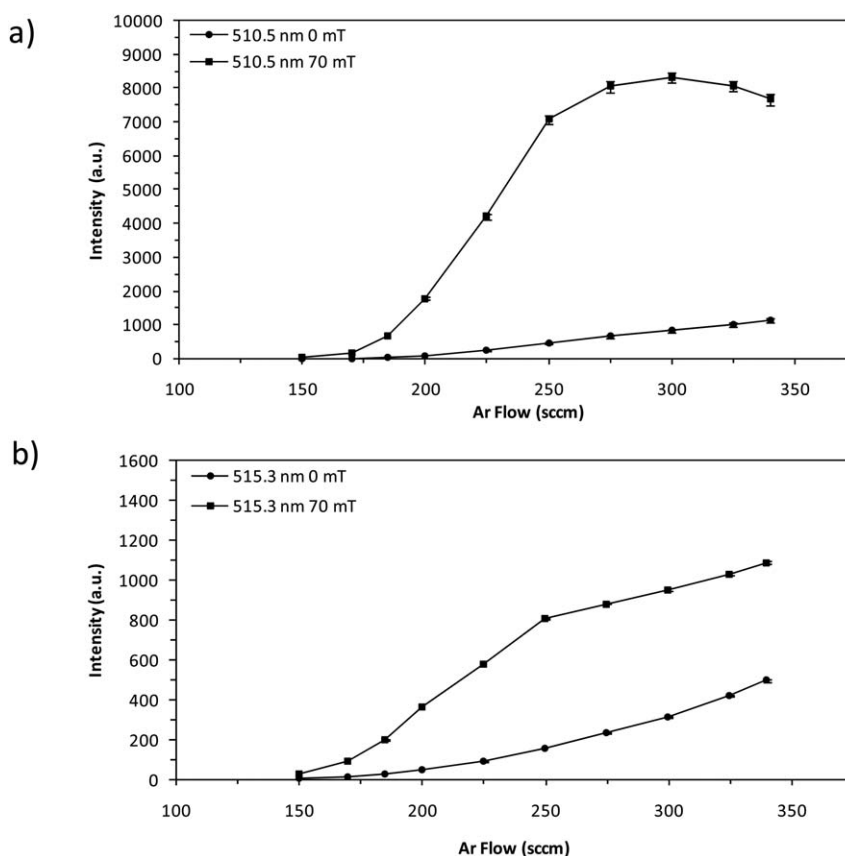 a)
10000
9000
8000
7000
6000
5000
4000
3000
2000
1000
0
Intensity (a.u.)
510.5 nm 0 mT
510.5 nm 70 mT
100 150 200 250 300 350
Ar Flow (sccm)
b)
1600
1400
1200
1000
800
600
400
200
0
Intensity (a.u.)
515.3 nm 0 mT
515.3 nm 70 mT
100 150 200 250 300 350
Ar Flow (sccm)